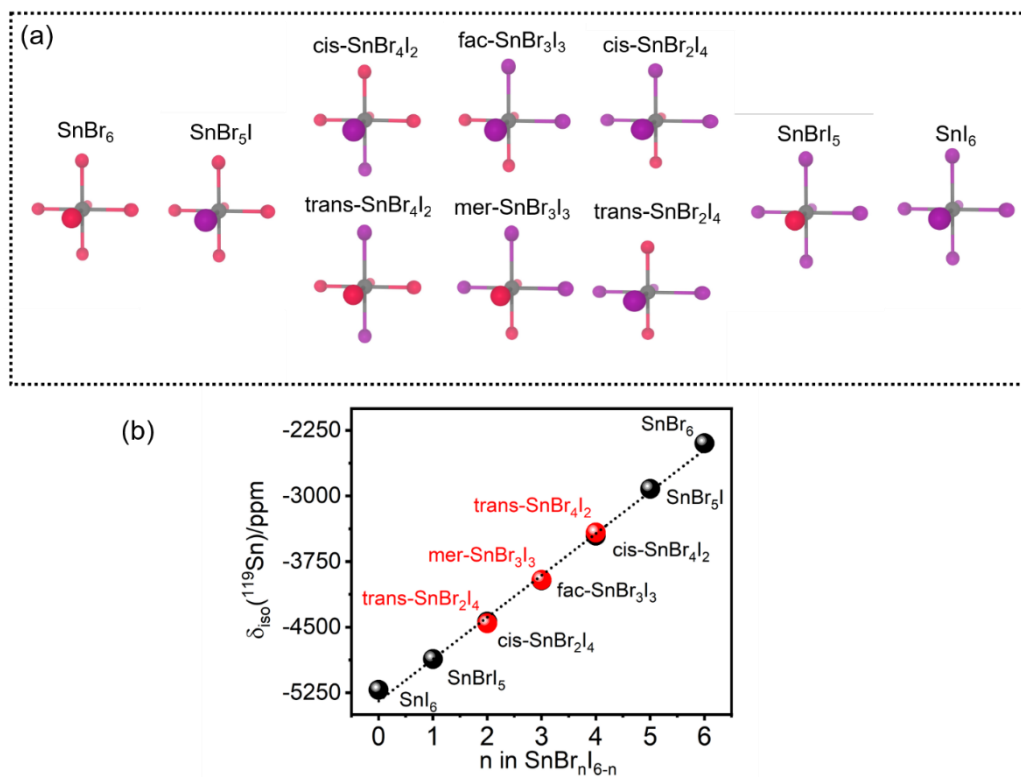 (a)
cis-SnBr₄I₂ fac-SnBr₃I₃ cis-SnBr₂I₄
SnBr₆ SnBr₅I SnBrI₅ SnI₆
trans-SnBr₄I₂ mer-SnBr₃I₃ trans-SnBr₂I₄
(b)
-2250
-3000
-3750
-4500
-5250
δiso(¹¹⁹Sn)/ppm
SnBr₆
SnBr₅I
trans-SnBr₄I₂
cis-SnBr₄I₂
mer-SnBr₃I₃
fac-SnBr₃I₃
trans-SnBr₂I₄
cis-SnBr₂I₄
SnBrI₅
SnI₆
0 1 2 3 4 5 6
n in SnBrₙI₆₋ₙ